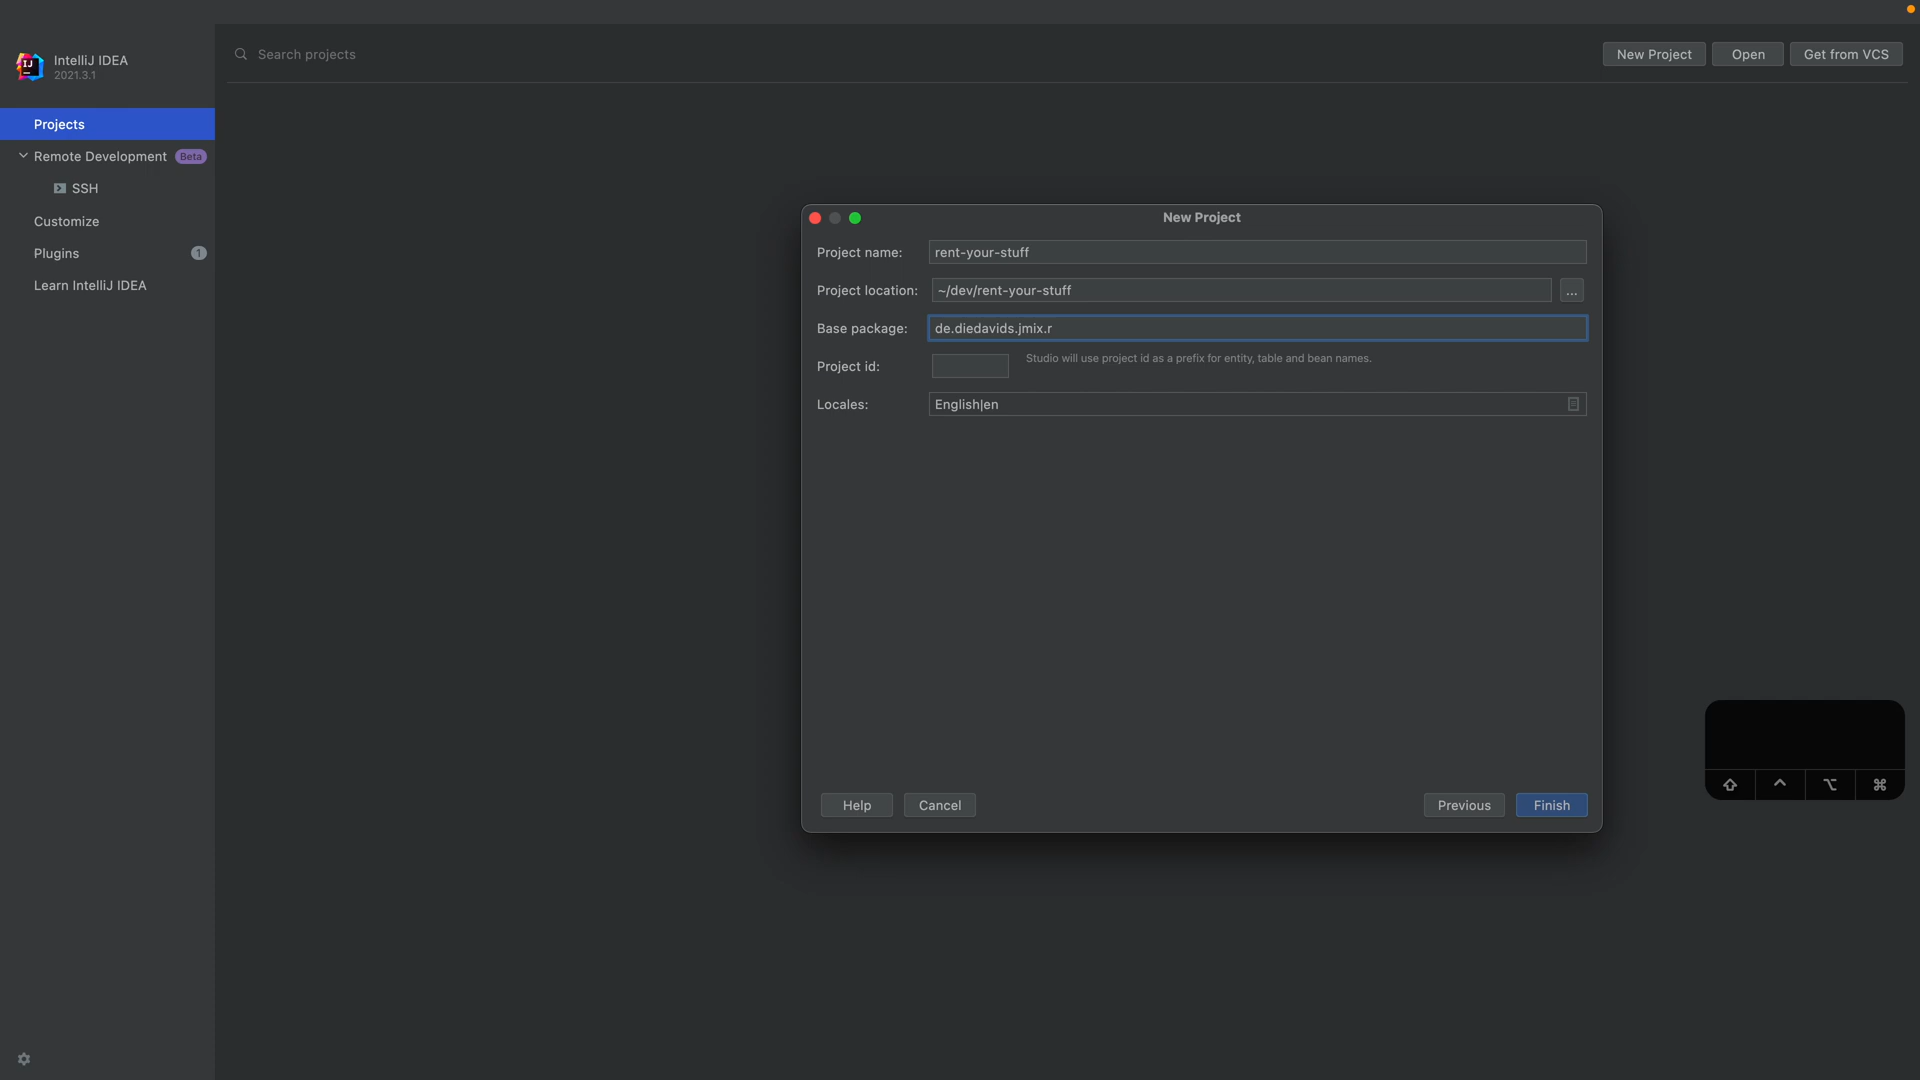 IntelliJ IDEA
2021.3.1
Search projects
New Project
Open
Get from VCS
Projects
Remote Development Beta
SSH
Customize
Plugins 1
Learn IntelliJ IDEA
New Project
Project name: rent-your-stuff
Project location: ~/dev/rent-your-stuff ...
Base package: de.diedavids.jmix.r
Project id: Studio will use project id as a prefix for entity, table and bean names.
Locales: English|en
Help
Cancel
Previous
Finish